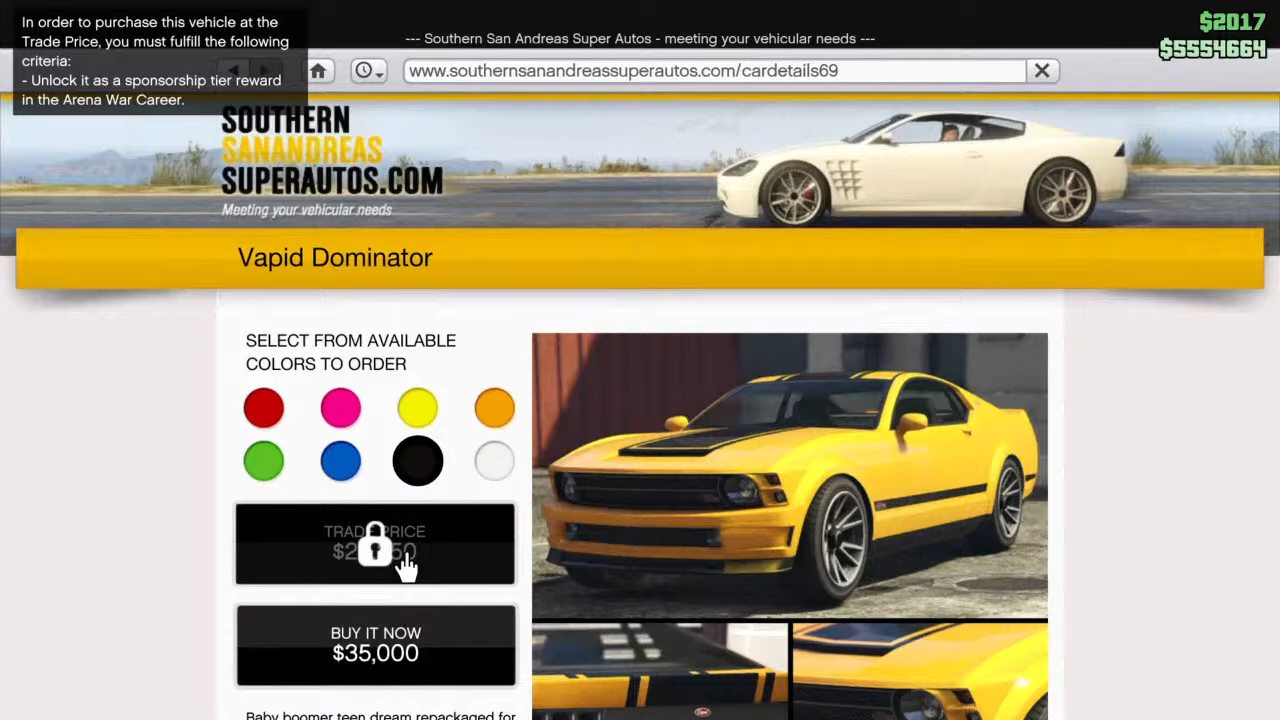 In order to purchase this vehicle at the
Trade Price, you must fulfill the following
criteria:
- Unlock it as a sponsorship tier reward
in the Arena War Career.
$2017
$5554664
--- Southern San Andreas Super Autos - meeting your vehicular needs ---
www.southernsanandreassuperautos.com/cardetails69
SOUTHERN
SANANDREAS
SUPERAUTOS.COM
Meeting your vehicular needs
Vapid Dominator
SELECT FROM AVAILABLE
COLORS TO ORDER
TRADE PRICE
BUY IT NOW
$35,000
Baby boomer teen dream repackaged for